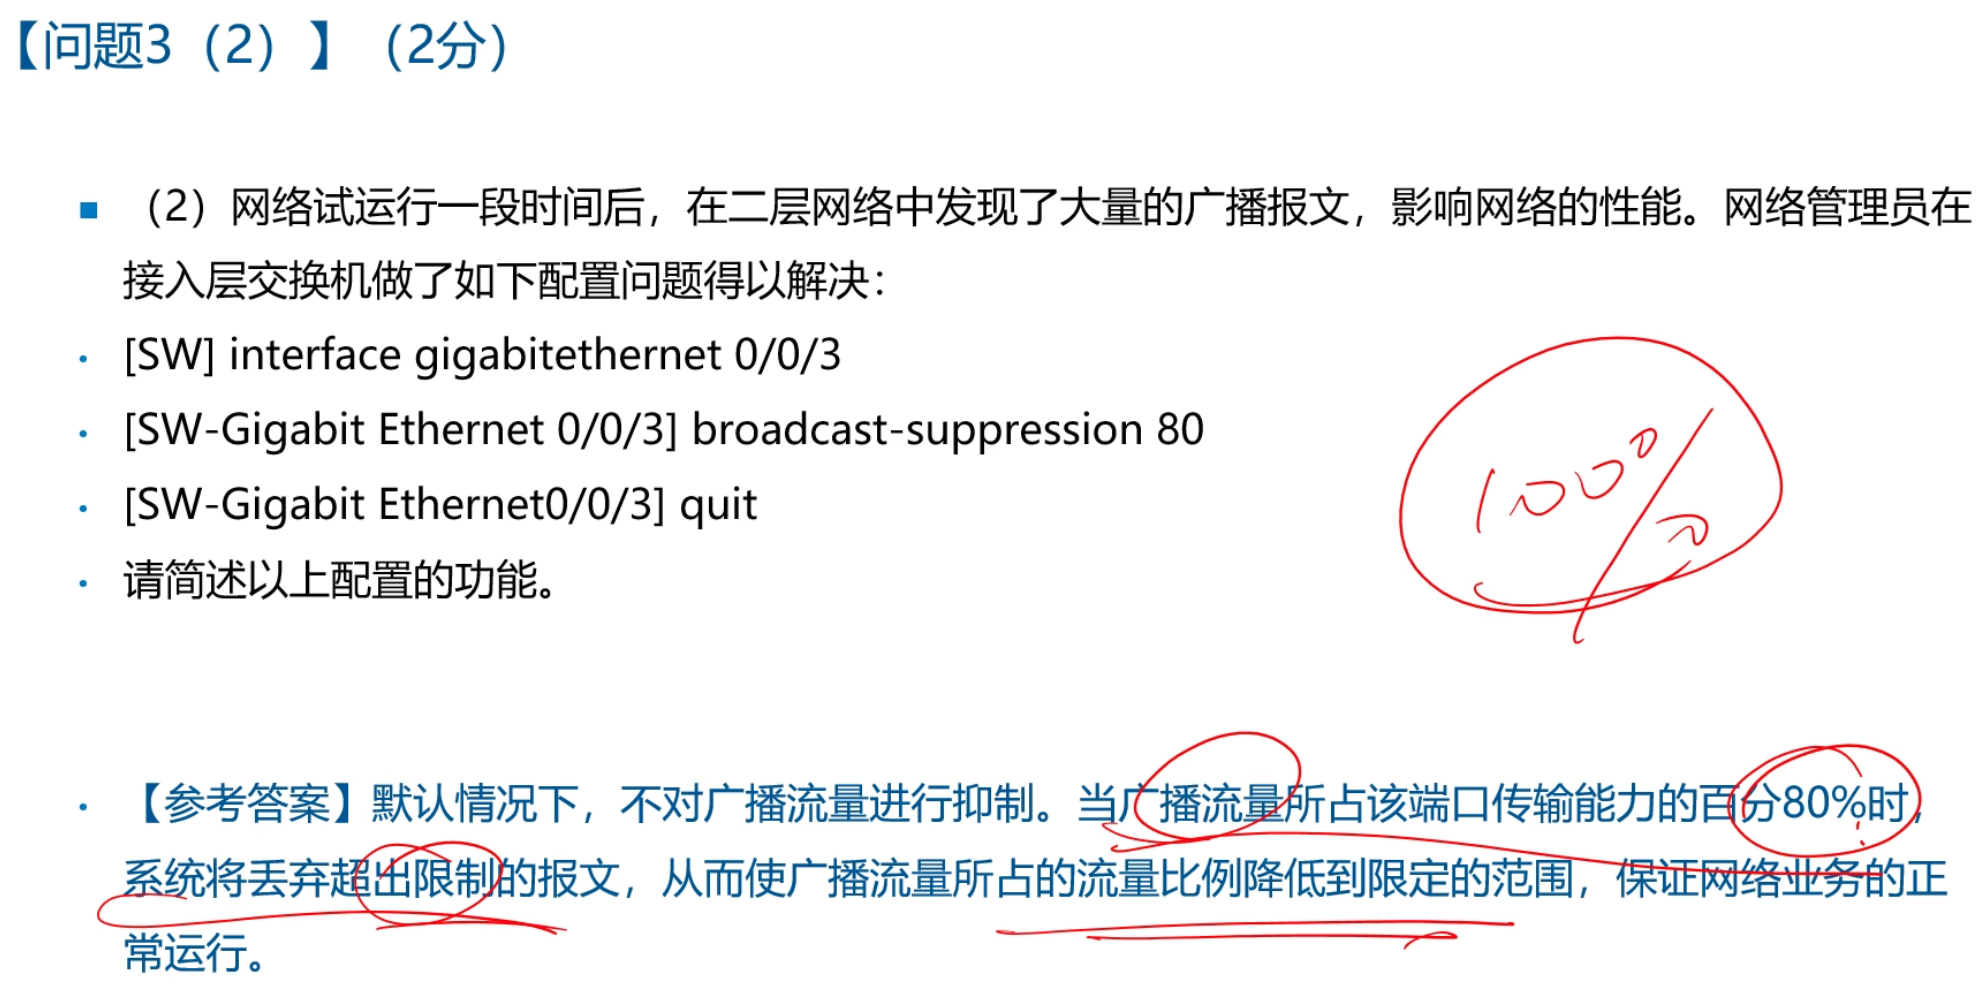 【问题3（2）】（2分）
（2）网络试运行一段时间后，在二层网络中发现了大量的广播报文，影响网络的性能。网络管理员在
接入层交换机做了如下配置问题得以解决：
[SW] interface gigabitethernet 0/0/3
[SW-Gigabit Ethernet 0/0/3] broadcast-suppression 80
[SW-Gigabit Ethernet0/0/3] quit
100%
请简述以上配置的功能。
【参考答案】默认情况下，不对广播流量进行抑制。当广播流量所占该端口传输能力的百分80%时，
系统将丢弃超出限制的报文，从而使广播流量所占的流量比例降低到限定的范围，保证网络业务的正
常运行。